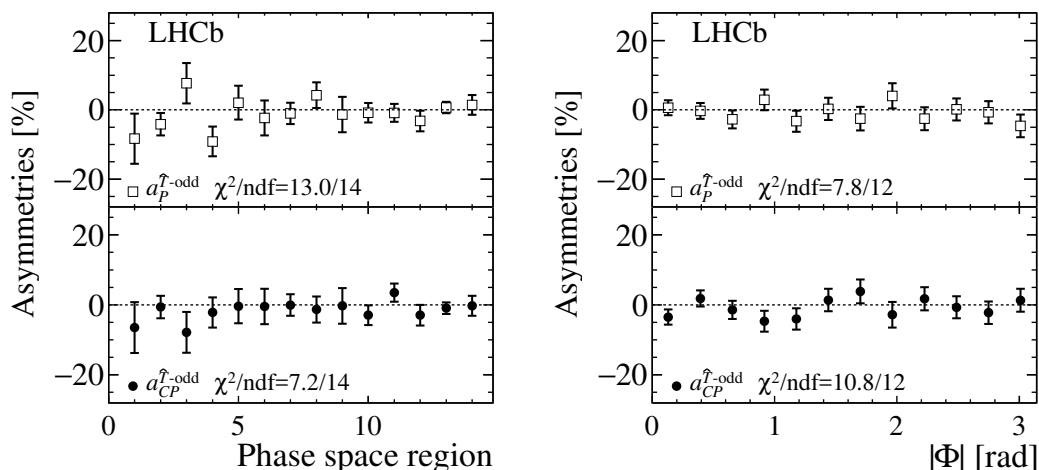 LHCb
Asymmetries [%]
20
0
−20
a_P^{T̂-odd} χ²/ndf=13.0/14
20
0
−20
a_CP^{T̂-odd} χ²/ndf=7.2/14
0 5 10
Phase space region
LHCb
Asymmetries [%]
20
0
−20
a_P^{T̂-odd} χ²/ndf=7.8/12
20
0
−20
a_CP^{T̂-odd} χ²/ndf=10.8/12
0 1 2 3
|Φ| [rad]